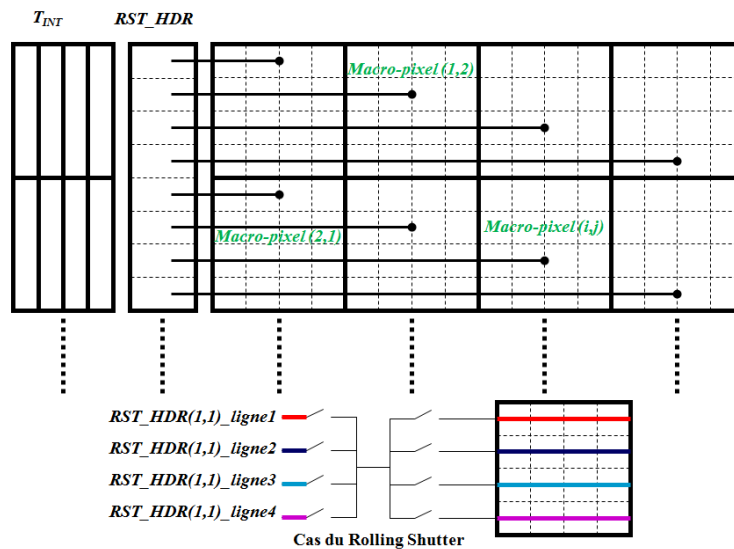 T_INT
RST_HDR
Macro-pixel(1,2)
Macro-pixel(2,1)
Macro-pixel(i,j)
RST_HDR(1,1)_ligne1
RST_HDR(1,1)_ligne2
RST_HDR(1,1)_ligne3
RST_HDR(1,1)_ligne4
Cas du Rolling Shutter